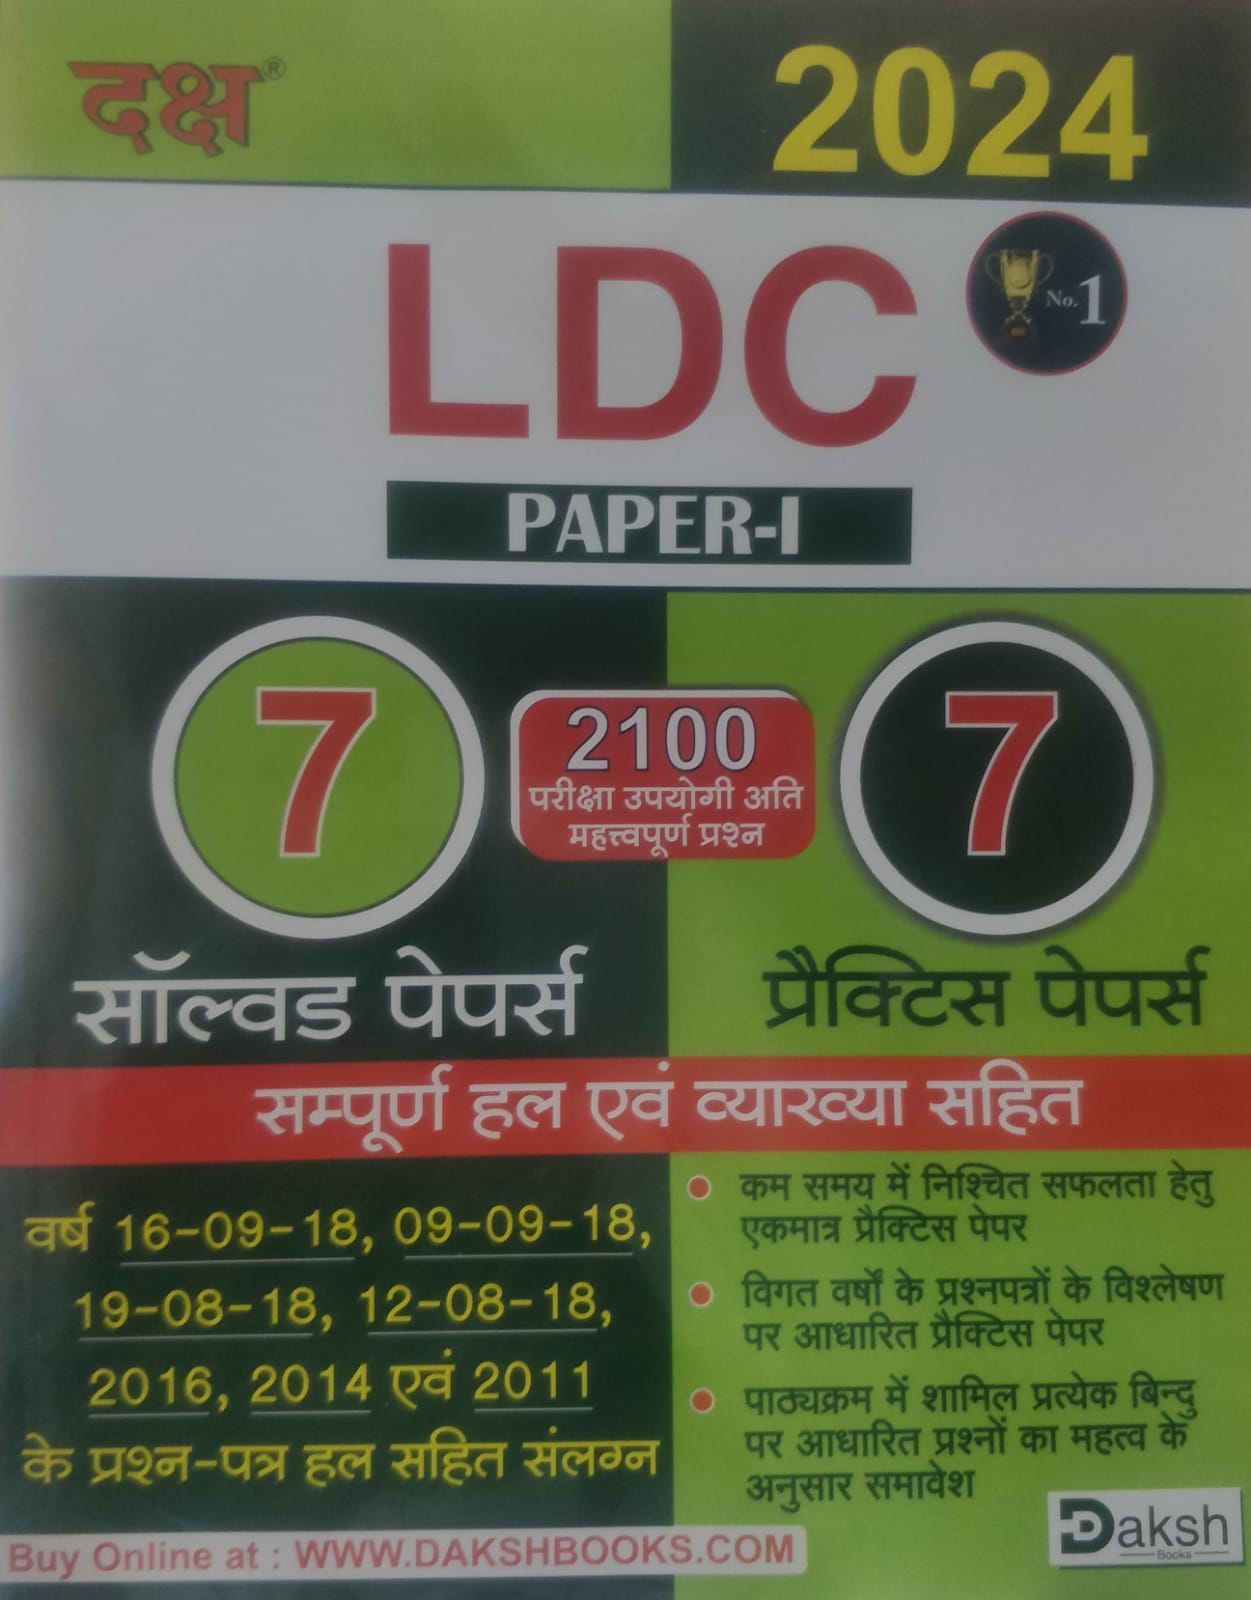 दक्ष®
2024
LDC
No.1
PAPER-I
7
2100
परीक्षा उपयोगी अति
महत्त्वपूर्ण प्रश्न
7
सॉल्वड पेपर्स
प्रैक्टिस पेपर्स
सम्पूर्ण हल एवं व्याख्या सहित
वर्ष 16-09-18, 09-09-18,
19-08-18, 12-08-18,
2016, 2014 एवं 2011
के प्रश्न-पत्र हल सहित संलग्न
कम समय में निश्चित सफलता हेतु
एकमात्र प्रैक्टिस पेपर
विगत वर्षों के प्रश्नपत्रों के विश्लेषण
पर आधारित प्रैक्टिस पेपर
पाठ्यक्रम में शामिल प्रत्येक बिन्दु
पर आधारित प्रश्नों का महत्व के
अनुसार समावेश
Daksh
Books
Buy Online at : WWW.DAKSHBOOKS.COM